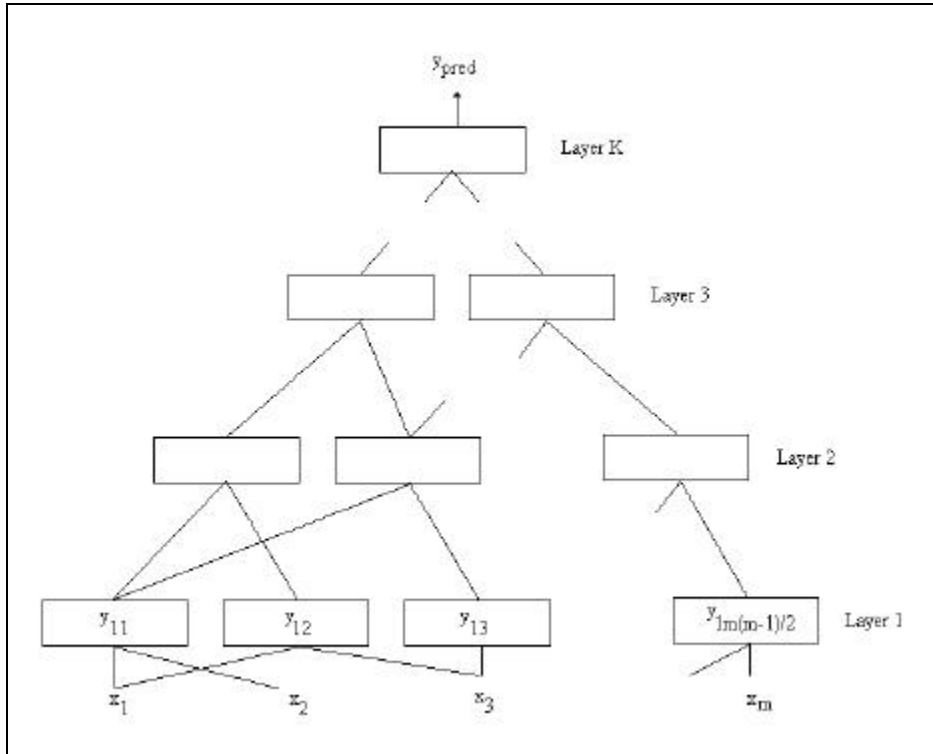 y_pred
Layer K
Layer 3
Layer 2
y_11 y_12 y_13 y_1m(m-1)/2 Layer 1
x_1 x_2 x_3 x_m